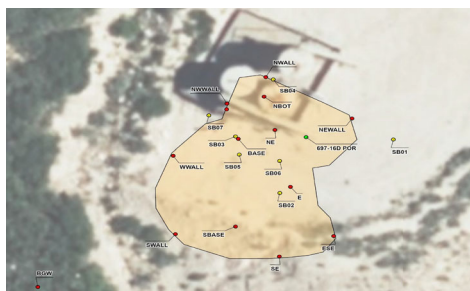 NWALL
SB04
NWWALL
NBOT
SB07
NEWALL
SB03
BASE
NE
697-16D POR
SB01
WWALL
SB05
SB06
E
SB02
SBASE
SWALL
ESE
SE
RGW